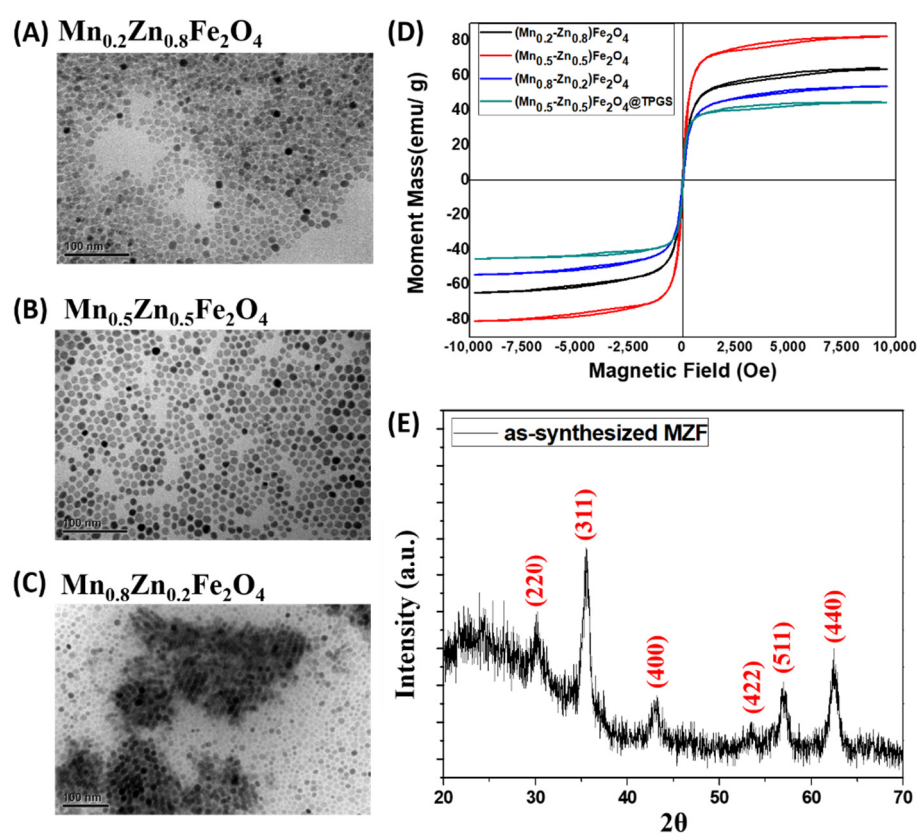 (A) Mn0.2Zn0.8Fe2O4
100 nm
(B) Mn0.5Zn0.5Fe2O4
100 nm
(C) Mn0.8Zn0.2Fe2O4
100 nm
(D)
(Mn0.2-Zn0.8)Fe2O4
(Mn0.5-Zn0.5)Fe2O4
(Mn0.8-Zn0.2)Fe2O4
(Mn0.5-Zn0.5)Fe2O4@TPGS
Moment Mass(emu/ g)
80
60
40
20
0
-20
-40
-60
-80
-10,000 -7,500 -5,000 -2,500 0 2,500 5,000 7,500 10,000
Magnetic Field (Oe)
(E)
as-synthesized MZF
Intensity (a.u.)
(220)
(311)
(400)
(422)
(511)
(440)
20 30 40 50 60 70
2θ